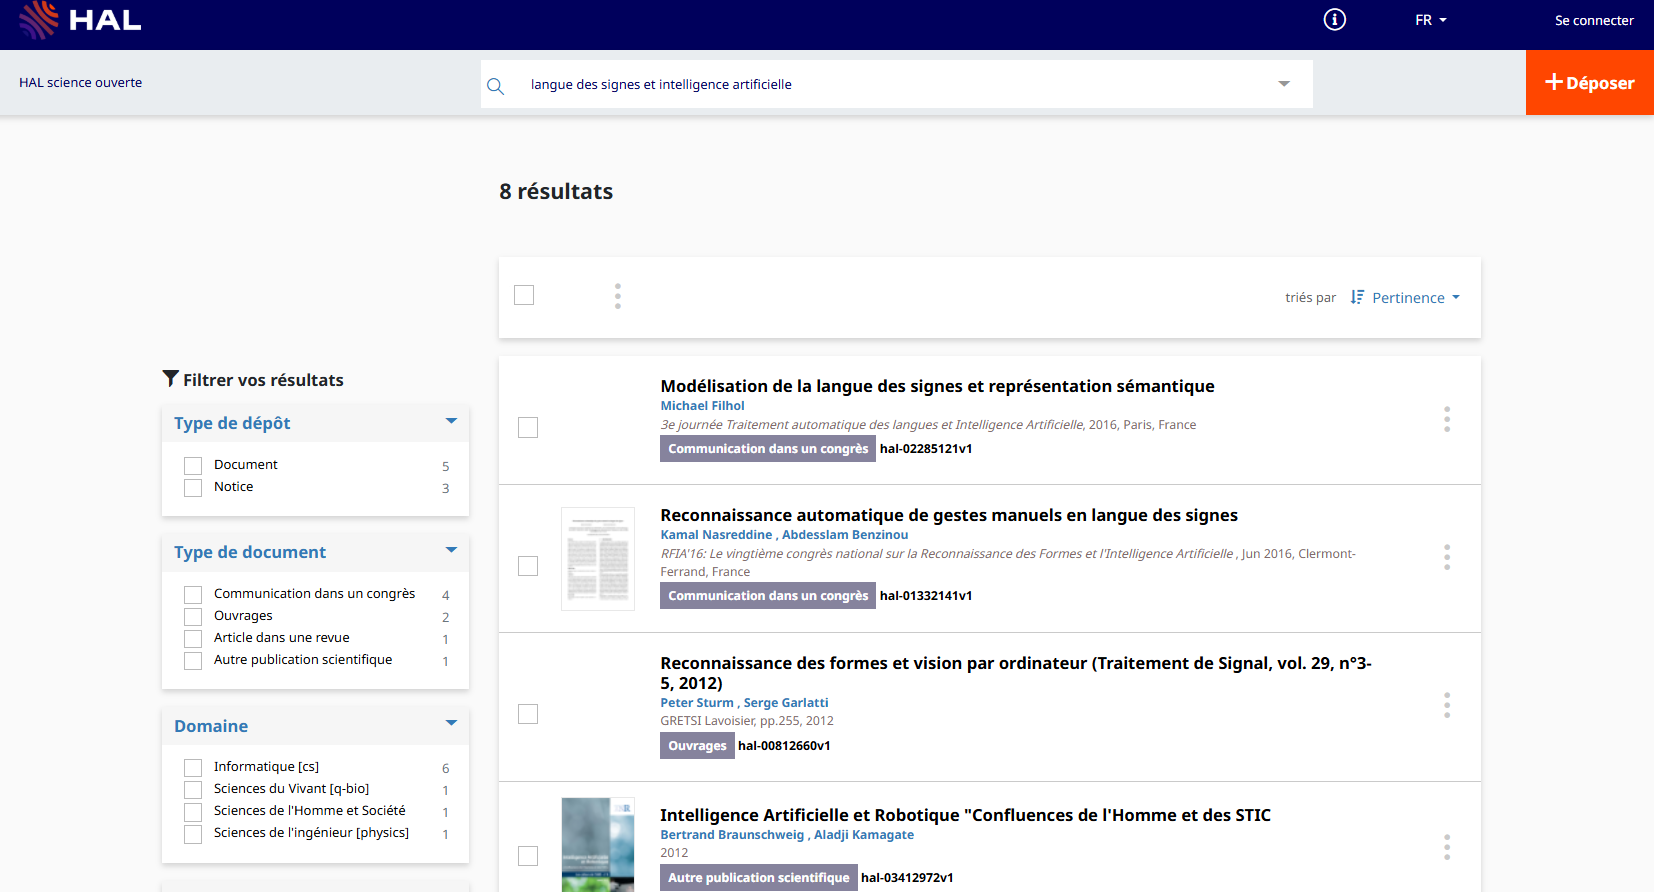 HAL
FR
Se connecter
HAL science ouverte
langue des signes et intelligence artificielle
+Déposer
8 résultats
triés par
Pertinence
Filtrer vos résultats
Type de dépôt
Document 5
Notice 3
Type de document
Communication dans un congrès 4
Ouvrages 2
Article dans une revue 1
Autre publication scientifique 1
Domaine
Informatique [cs] 6
Sciences du Vivant [q-bio] 1
Sciences de l'Homme et Société 1
Sciences de l'ingénieur [physics] 1
Modélisation de la langue des signes et représentation sémantique
Michael Filhol
3e journée Traitement automatique des langues et Intelligence Artificielle, 2016, Paris, France
Communication dans un congrès hal-02285121v1
Reconnaissance automatique de gestes manuels en langue des signes
Kamal Nasreddine , Abdesslam Benzinou
RFIA'16: Le vingtième congrès national sur la Reconnaissance des Formes et l'Intelligence Artificielle , Jun 2016, Clermont-
Ferrand, France
Communication dans un congrès hal-01332141v1
Reconnaissance des formes et vision par ordinateur (Traitement de Signal, vol. 29, n°3-
5, 2012)
Peter Sturm , Serge Garlatti
GRETSI Lavoisier, pp.255, 2012
Ouvrages hal-00812660v1
Intelligence Artificielle et Robotique "Confluences de l'Homme et des STIC
Bertrand Braunschweig , Aladji Kamagate
2012
Autre publication scientifique hal-03412972v1